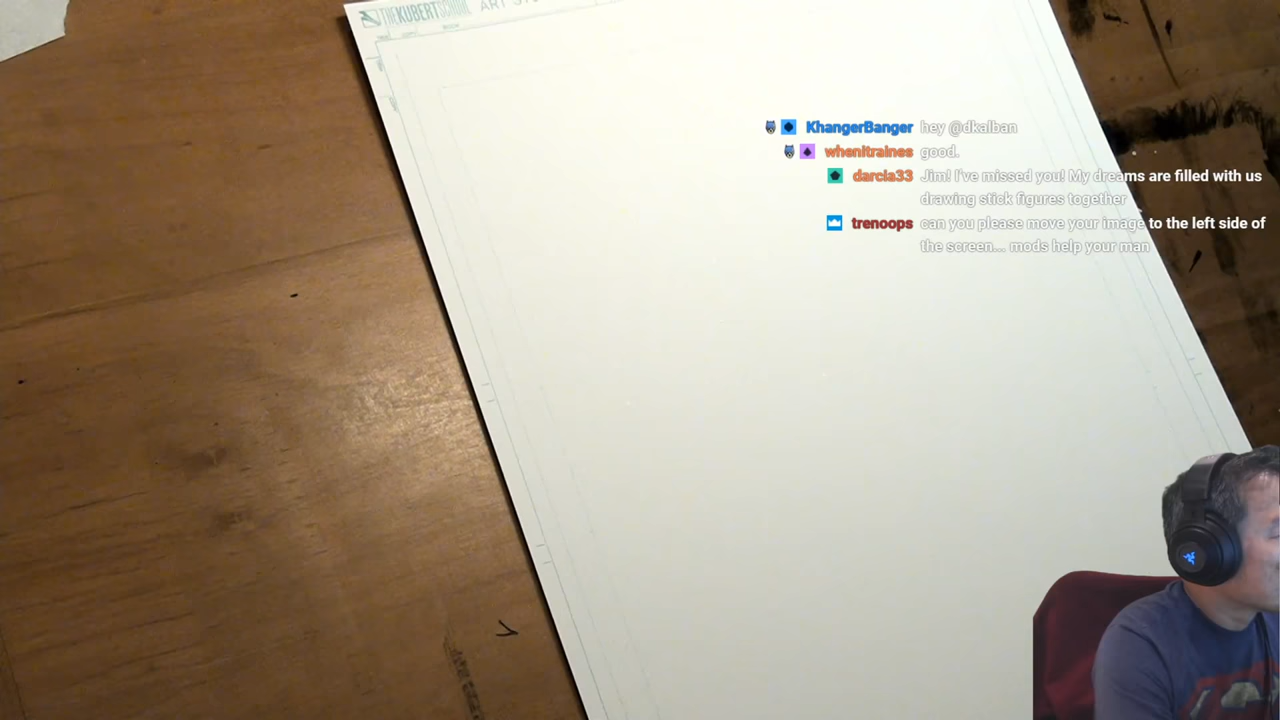 THE KUBERT SCHOOL ART
KhangerBanger hey @dkalban
whenitraines good.
darcia33 Jim! I've missed you! My dreams are filled with us
drawing stick figures together
trenoops can you please move your image to the left side of
the screen... mods help your man